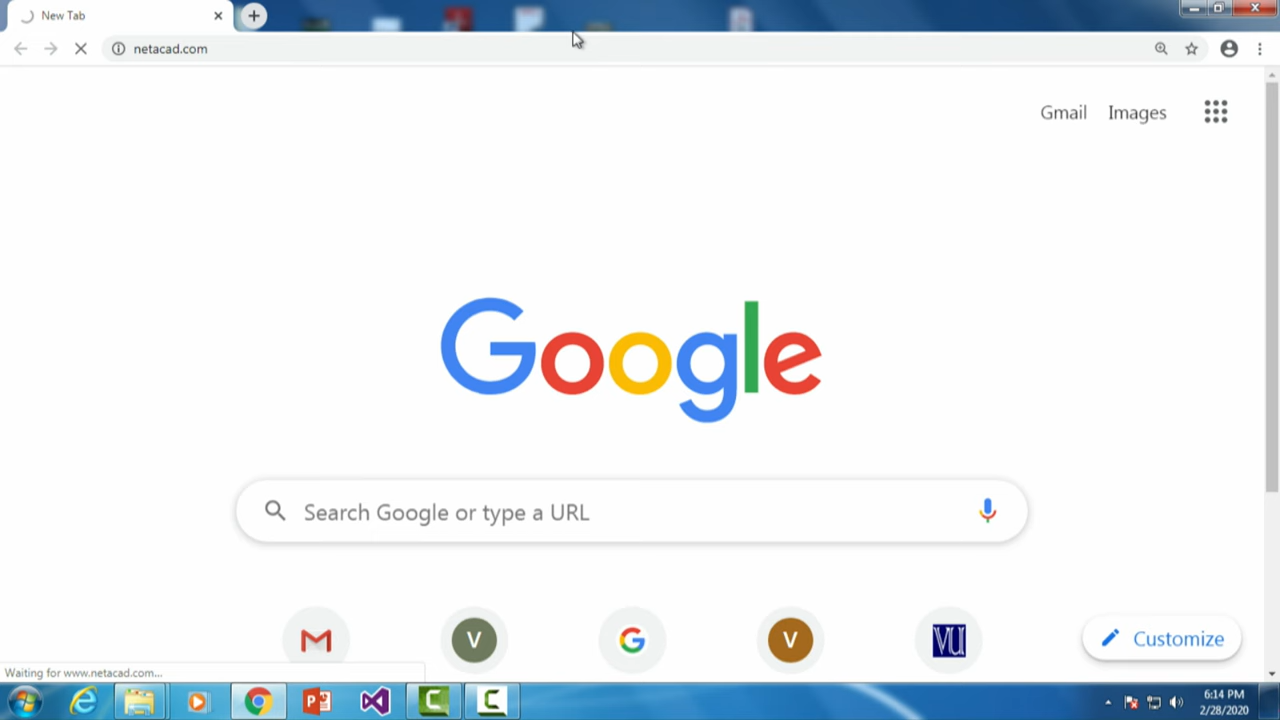 New Tab
netacad.com
Gmail Images
Google
Search Google or type a URL
M V G V VU
Customize
Waiting for www.netacad.com...
6:14 PM
2/28/2020